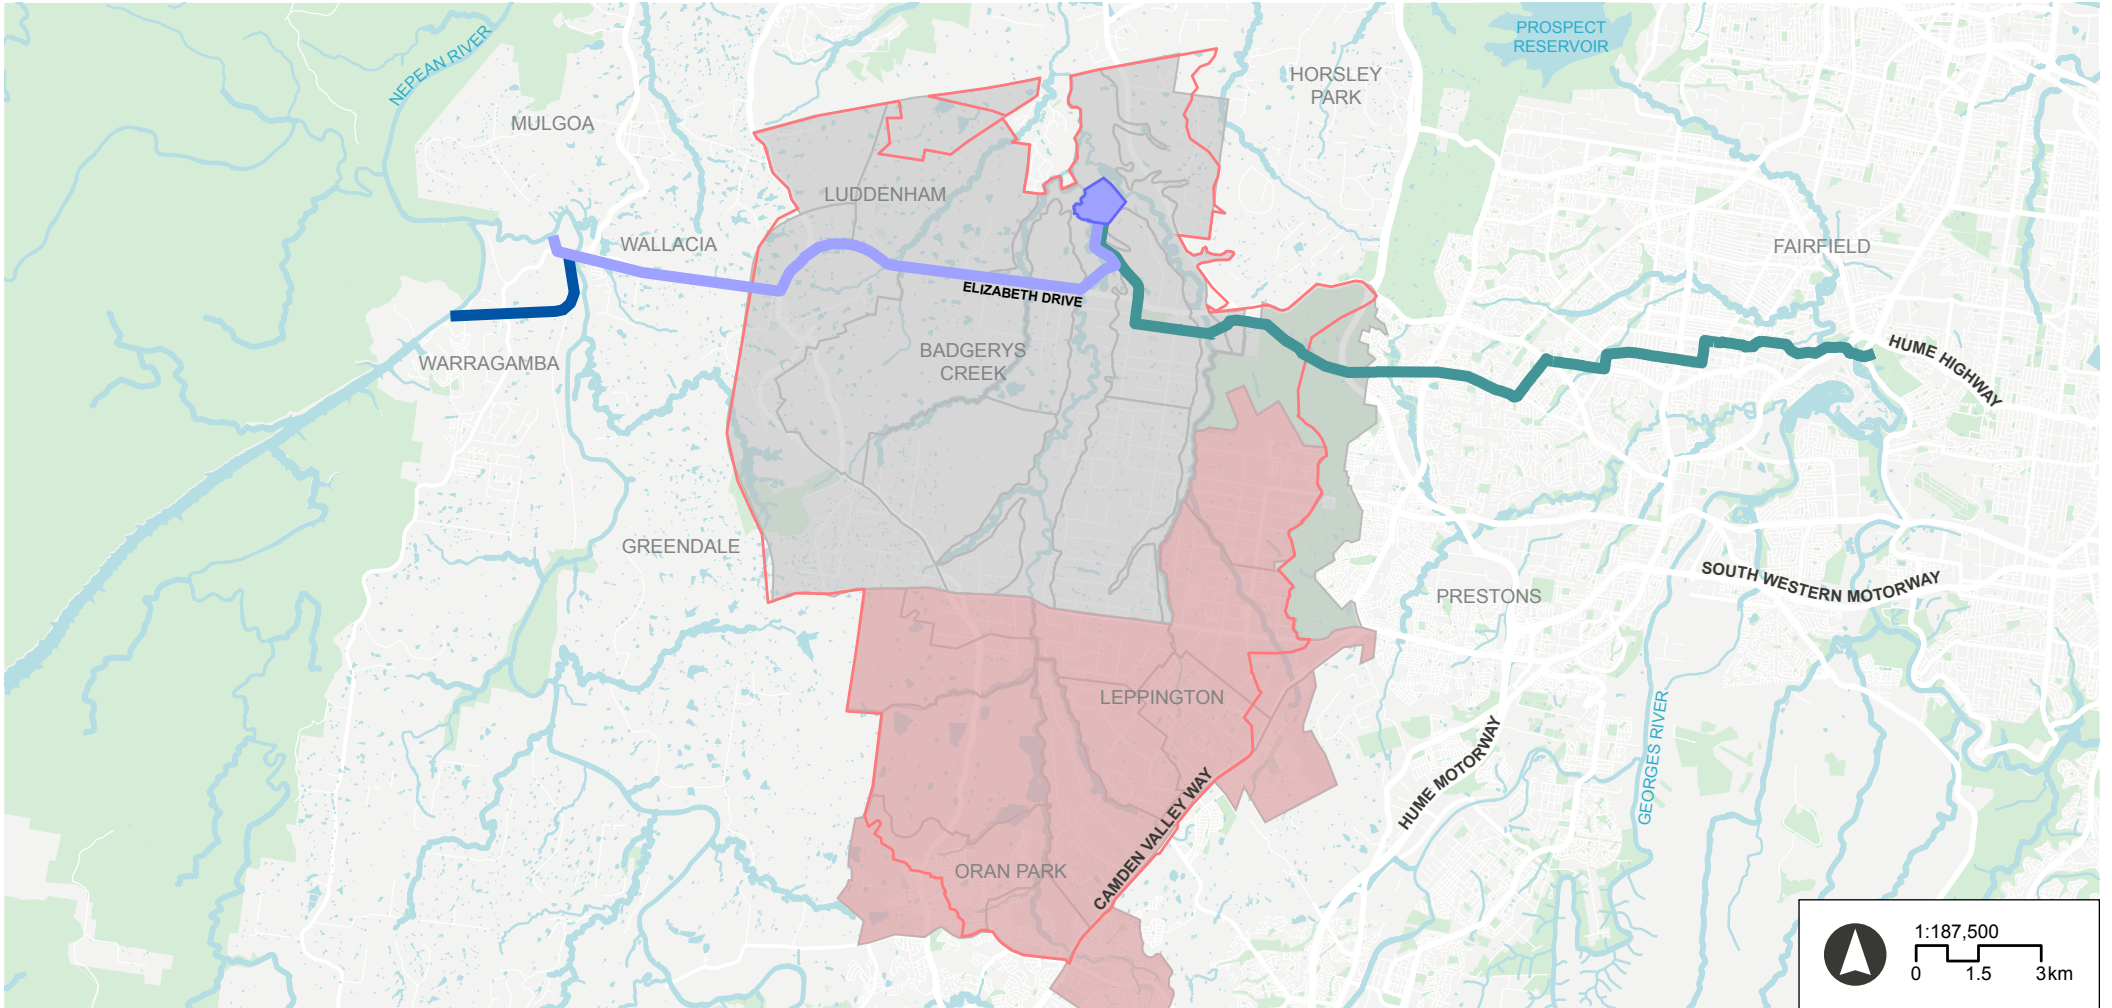 PROSPECT
RESERVOIR
NEPEAN RIVER
HORSLEY
PARK
MULGOA
LUDDENHAM
WALLACIA
FAIRFIELD
ELIZABETH DRIVE
BADGERYS
CREEK
WARRAGAMBA
HUME HIGHWAY
GREENDALE
SOUTH WESTERN MOTORWAY
PRESTONS
LEPPINGTON
GEORGES RIVER
HUME MOTORWAY
CAMDEN VALLEY WAY
ORAN PARK
1:187,500
0 1.5 3km